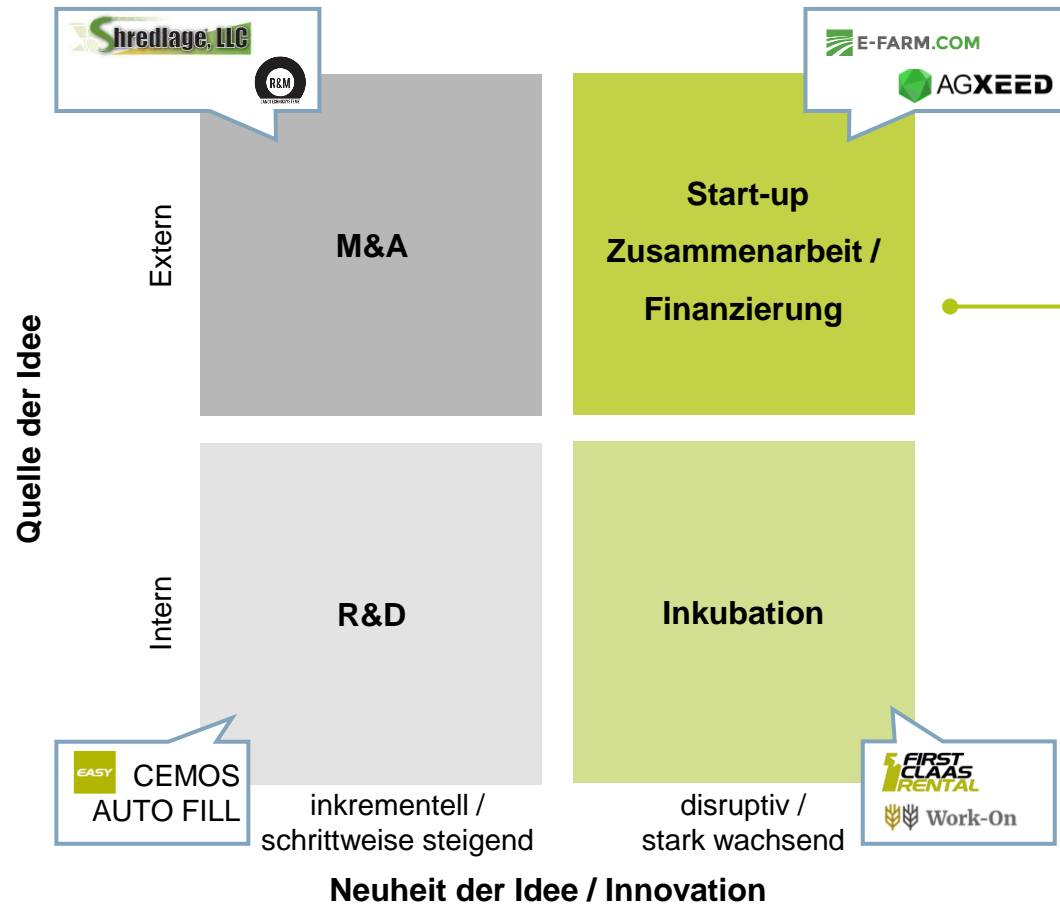 Shredlage, LLC
R&M
LANDTECHNIKSYSTEME
E-FARM.COM
AGXEED
Quelle der Idee
Extern
M&A
Start-up
Zusammenarbeit /
Finanzierung
Intern
R&D
Inkubation
EASY
CEMOS
AUTO FILL
inkrementell /
schrittweise steigend
disruptiv /
stark wachsend
FIRST
CLAAS
RENTAL
Work-On
Neuheit der Idee / Innovation